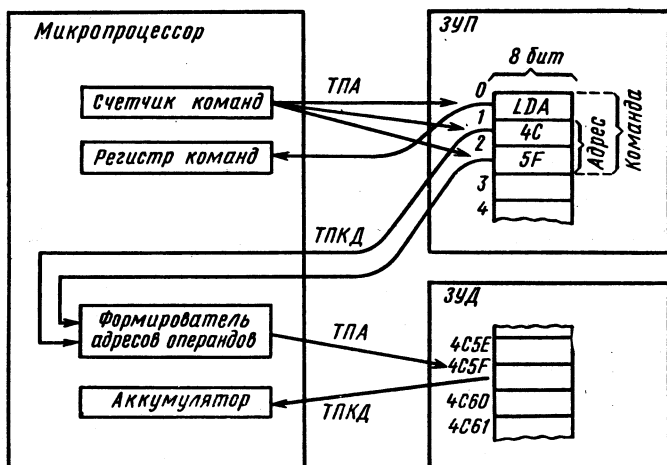 Микропроцессор
Счетчик команд
Регистр команд
Формирователь
адресов операндов
Аккумулятор
ТПА
ТПКД
ТПА
ТПКД
ЗУП
8 бит
0
1
2
3
4
LDA
4C
5F
Адрес
Команда
ЗУД
4C5E
4C5F
4C60
4C61